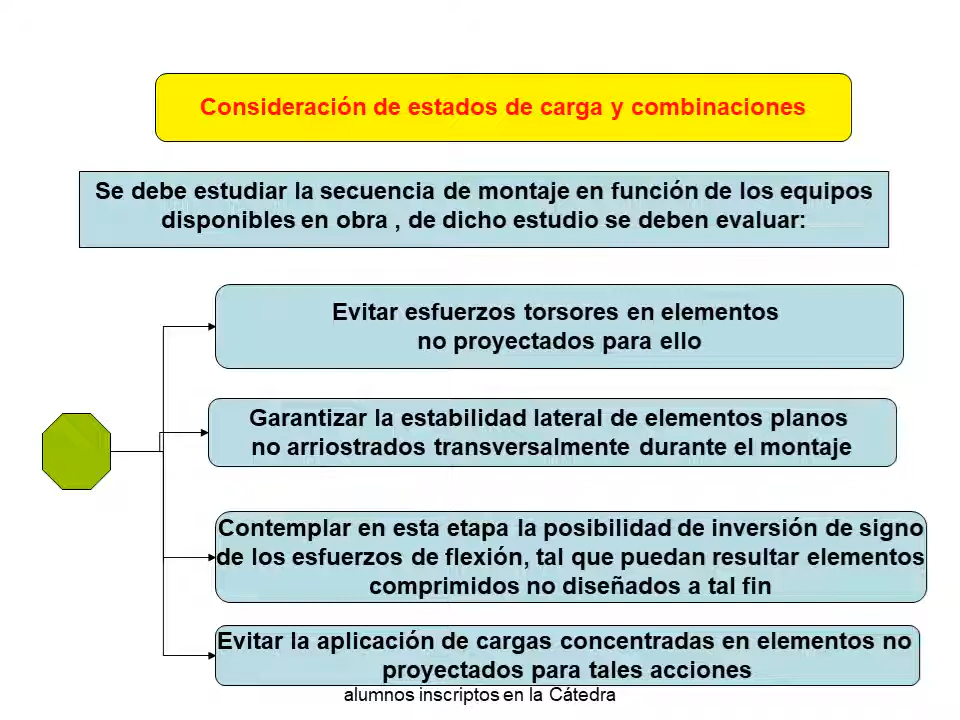 Consideración de estados de carga y combinaciones
Se debe estudiar la secuencia de montaje en función de los equipos
disponibles en obra , de dicho estudio se deben evaluar:
Evitar esfuerzos torsores en elementos
no proyectados para ello
Garantizar la estabilidad lateral de elementos planos
no arriostrados transversalmente durante el montaje
Contemplar en esta etapa la posibilidad de inversión de signo
de los esfuerzos de flexión, tal que puedan resultar elementos
comprimidos no diseñados a tal fin
Evitar la aplicación de cargas concentradas en elementos no
proyectados para tales acciones
alumnos inscriptos en la Cátedra